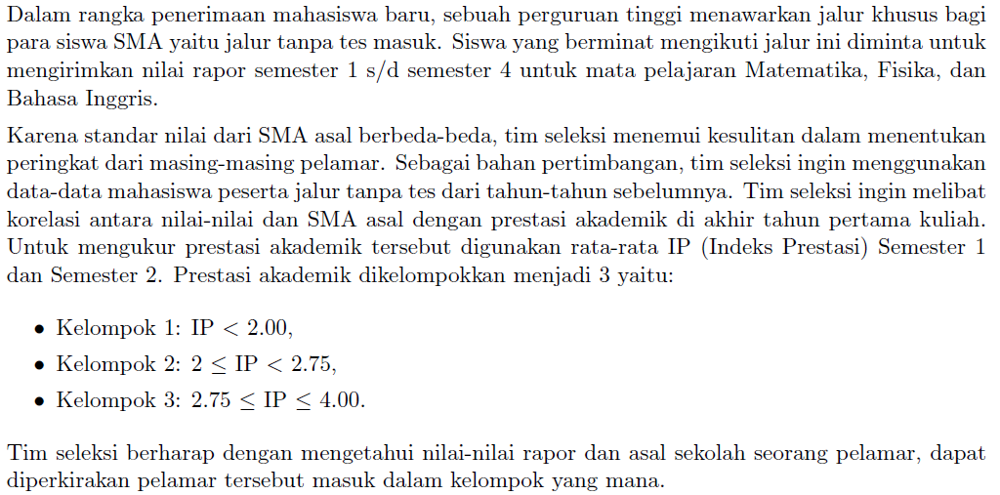 Dalam rangka penerimaan mahasiswa baru, sebuah perguruan tinggi menawarkan jalur khusus bagi
para siswa SMA yaitu jalur tanpa tes masuk. Siswa yang berminat mengikuti jalur ini diminta untuk
mengirimkan nilai rapor semester 1 s/d semester 4 untuk mata pelajaran Matematika, Fisika, dan
Bahasa Inggris.
Karena standar nilai dari SMA asal berbeda-beda, tim seleksi menemui kesulitan dalam menentukan
peringkat dari masing-masing pelamar. Sebagai bahan pertimbangan, tim seleksi ingin menggunakan
data-data mahasiswa peserta jalur tanpa tes dari tahun-tahun sebelumnya. Tim seleksi ingin melibat
korelasi antara nilai-nilai dan SMA asal dengan prestasi akademik di akhir tahun pertama kuliah.
Untuk mengukur prestasi akademik tersebut digunakan rata-rata IP (Indeks Prestasi) Semester 1
dan Semester 2. Prestasi akademik dikelompokkan menjadi 3 yaitu:
• Kelompok 1: IP < 2.00,
• Kelompok 2: 2 ≤ IP < 2.75,
• Kelompok 3: 2.75 ≤ IP ≤ 4.00.
Tim seleksi berharap dengan mengetahui nilai-nilai rapor dan asal sekolah seorang pelamar, dapat
diperkirakan pelamar tersebut masuk dalam kelompok yang mana.